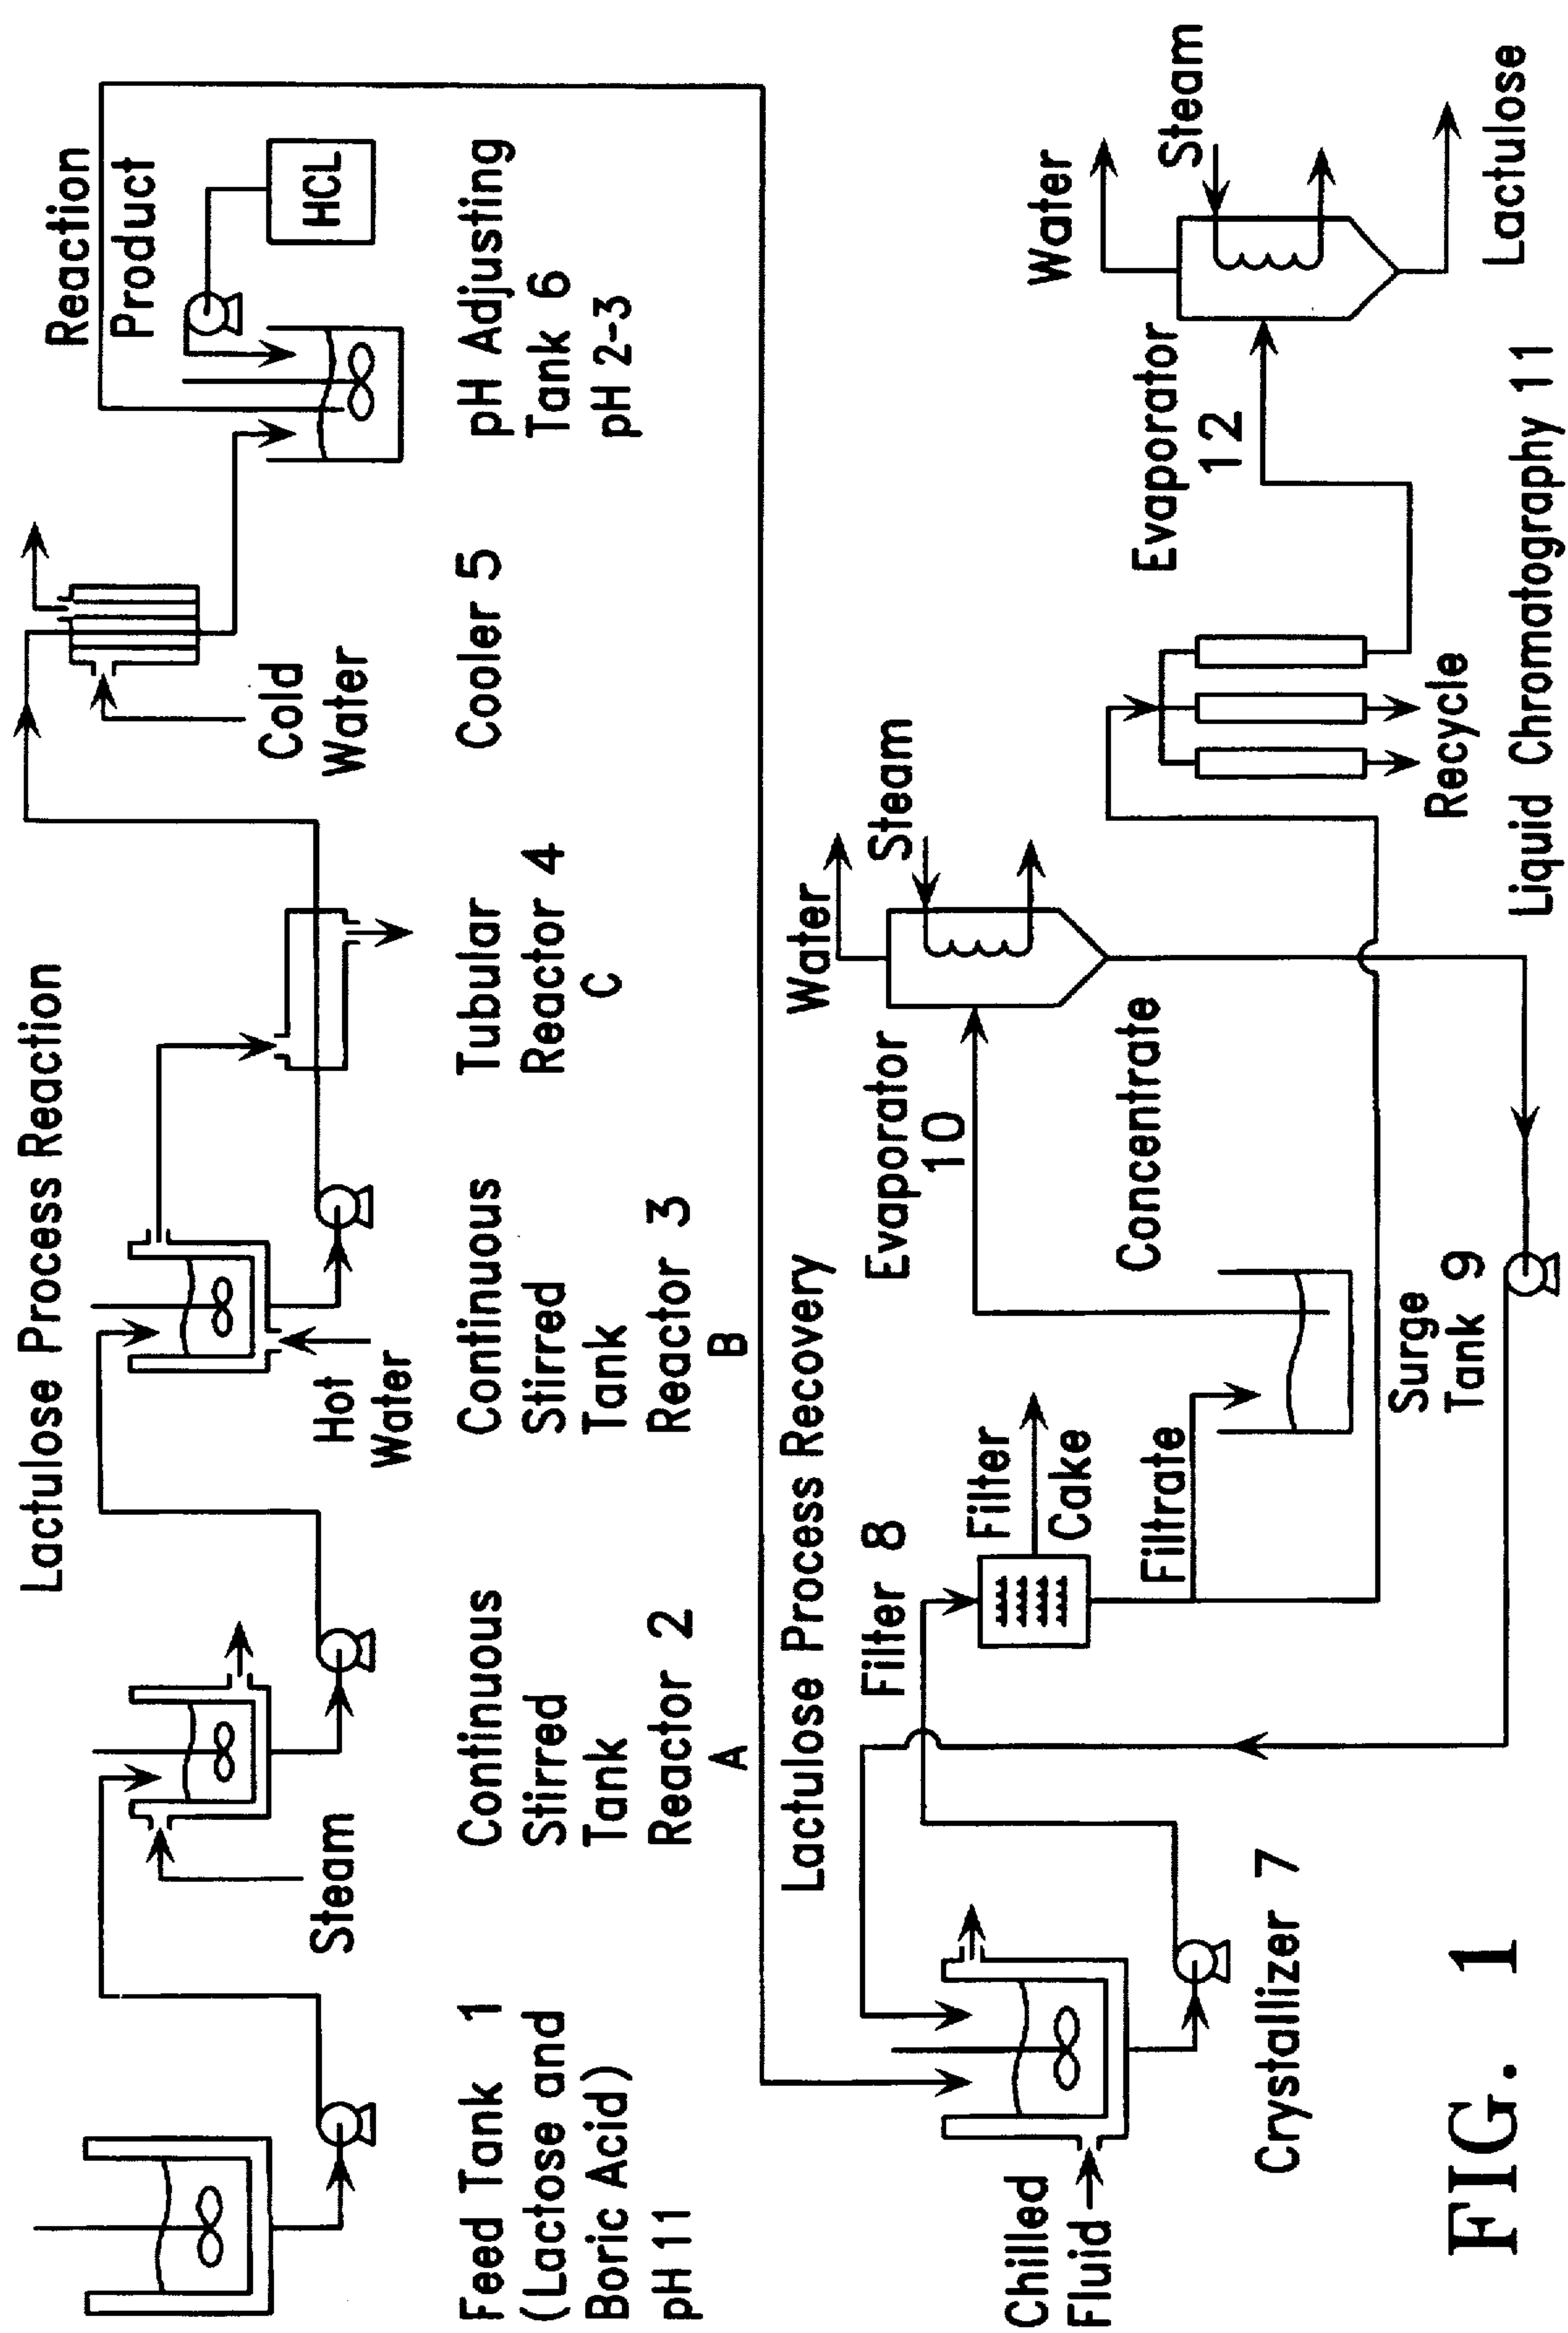 Lactulose Process Reaction
Reaction
Product
HCL
Cold
Water
Hot
Water
Steam
Feed Tank 1
(Lactose and
Boric Acid)
pH 11
Continuous
Stirred
Tank
Reactor 2
A
Continuous
Stirred
Tank
Reactor 3
B
Tubular
Reactor 4
C
Cooler 5
pH Adjusting
Tank 6
pH 2-3
Lactulose Process Recovery
Chilled
Fluid
Crystallizer 7
Filter 8
Filter
Cake
Filtrate
Surge
Tank 9
Concentrate
Evaporator
10
Water
Steam
Recycle
Liquid Chromatography 11
Evaporator
12
Water
Steam
Lactulose
FIG. 1